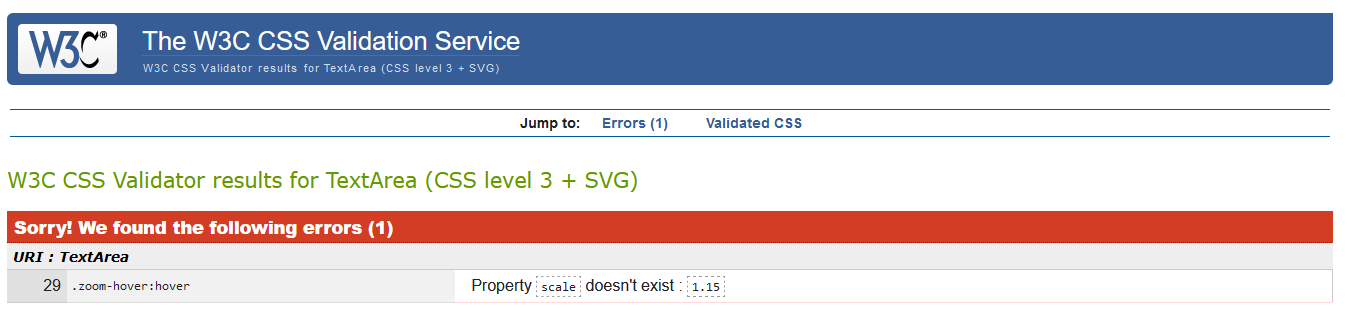 W3C®
The W3C CSS Validation Service
W3C CSS Validator results for TextArea (CSS level 3 + SVG)
Jump to: Errors (1) Validated CSS
W3C CSS Validator results for TextArea (CSS level 3 + SVG)
Sorry! We found the following errors (1)
URI : TextArea
29 .zoom-hover:hover Property scale doesn't exist : 1.15